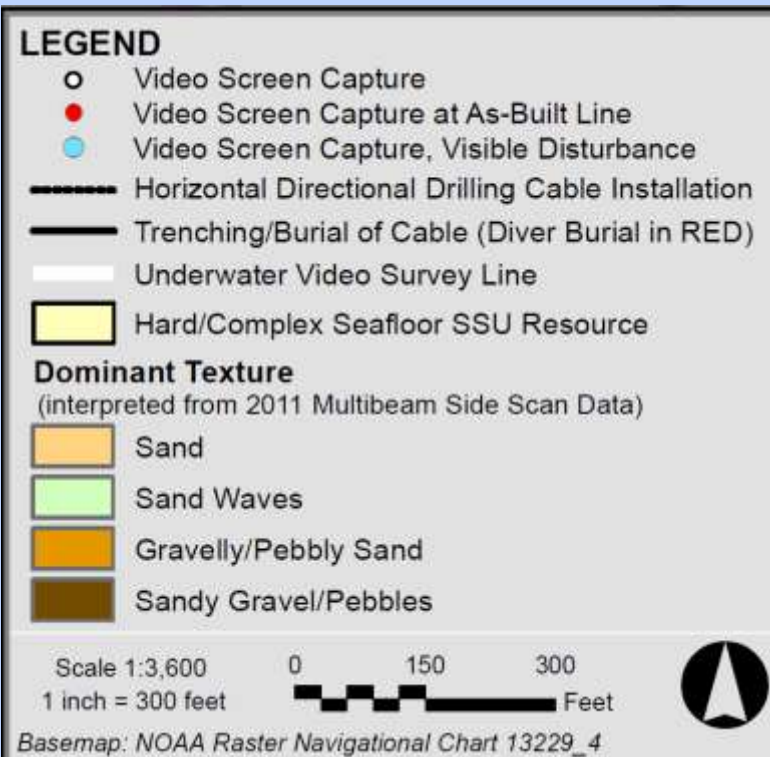 LEGEND
Video Screen Capture
Video Screen Capture at As-Built Line
Video Screen Capture, Visible Disturbance
Horizontal Directional Drilling Cable Installation
Trenching/Burial of Cable (Diver Burial in RED)
Underwater Video Survey Line
Hard/Complex Seafloor SSU Resource
Dominant Texture
(interpreted from 2011 Multibeam Side Scan Data)
Sand
Sand Waves
Gravelly/Pebbly Sand
Sandy Gravel/Pebbles
Scale 1:3,600
1 inch = 300 feet
0 150 300
Feet
Basemap: NOAA Raster Navigational Chart 13229_4